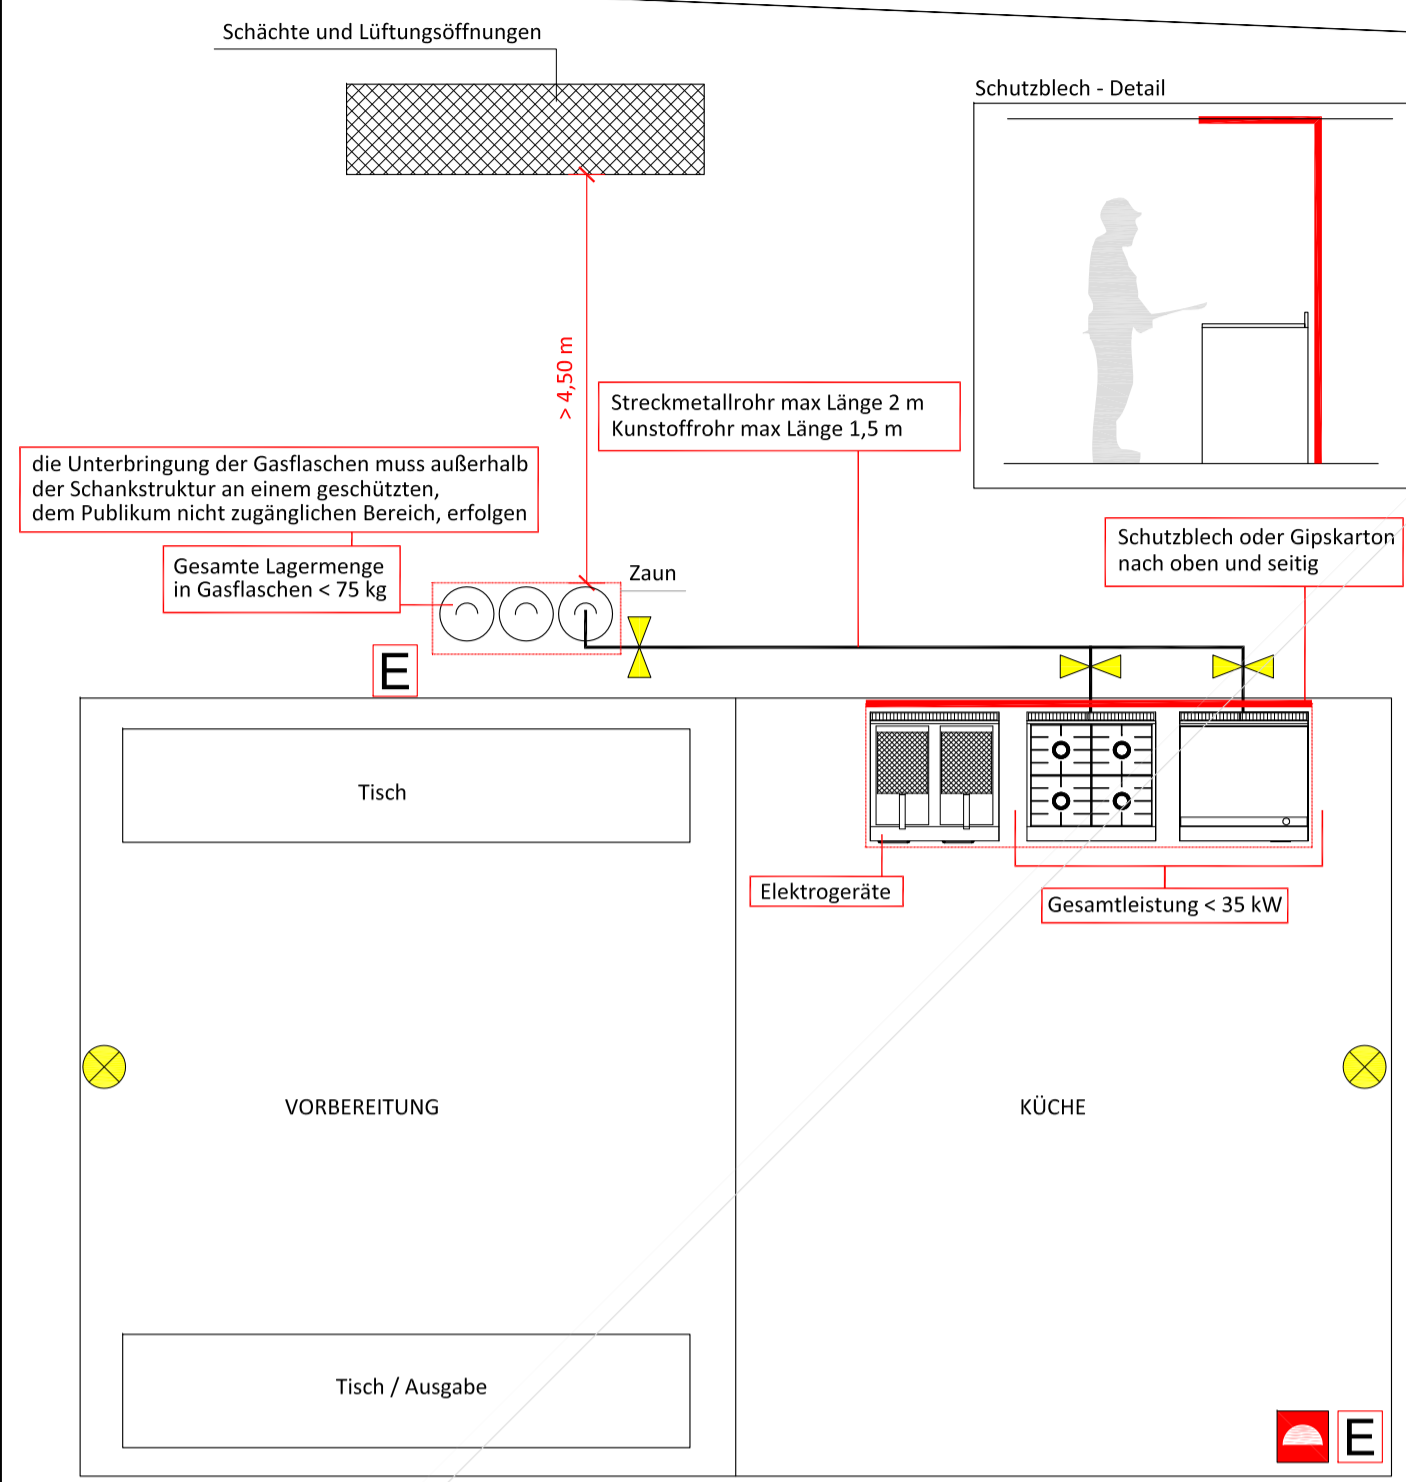 Schächte und Lüftungsöffnungen
Schutzblech - Detail
> 4,50 m
Streckmetallrohr max Länge 2 m
Kunstoffrohr max Länge 1,5 m
die Unterbringung der Gasflaschen muss außerhalb
der Schankstruktur an einem geschützten,
dem Publikum nicht zugänglichen Bereich, erfolgen
Gesamte Lagermenge
in Gasflaschen < 75 kg
Zaun
Schutzblech oder Gipskarton
nach oben und seitig
E
Tisch
Elektrogeräte
Gesamtleistung < 35 kW
VORBEREITUNG
KÜCHE
Tisch / Ausgabe
E